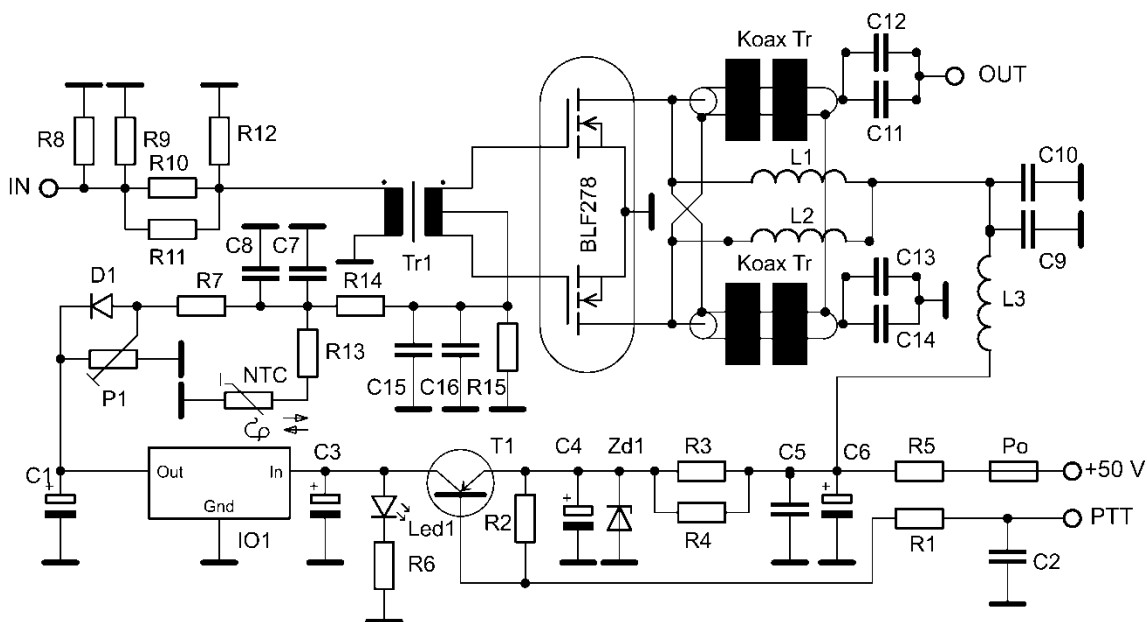 C12
Koax Tr
OUT
C11
R8
R9
R12
R10
IN
R11
L1
C10
BLF278
L2
C9
C8
C7
Tr1
Koax Tr
C13
L3
D1
R7
R14
C14
R13
P1
NTC
C15
C16
R15
C1
+
Out
In
Gnd
IO1
C3
+
T1
C4
+
Zd1
R3
C5
C6
+
R5
Po
+50 V
Led1
R2
R4
R1
PTT
R6
C2